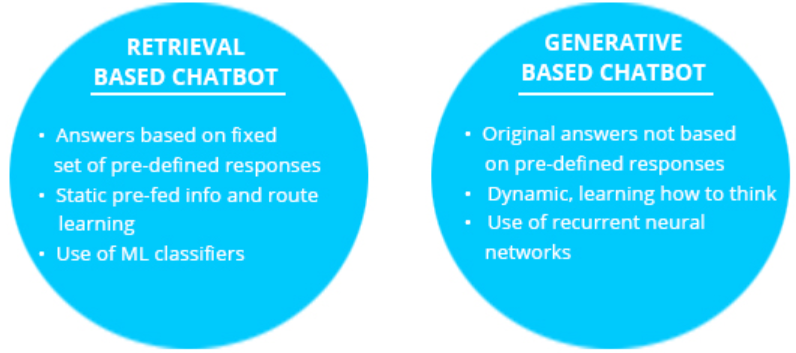 RETRIEVAL
BASED CHATBOT
• Answers based on fixed
set of pre-defined responses
• Static pre-fed info and route
learning
• Use of ML classifiers
GENERATIVE
BASED CHATBOT
• Original answers not based
on pre-defined responses
• Dynamic, learning how to think
• Use of recurrent neural
networks